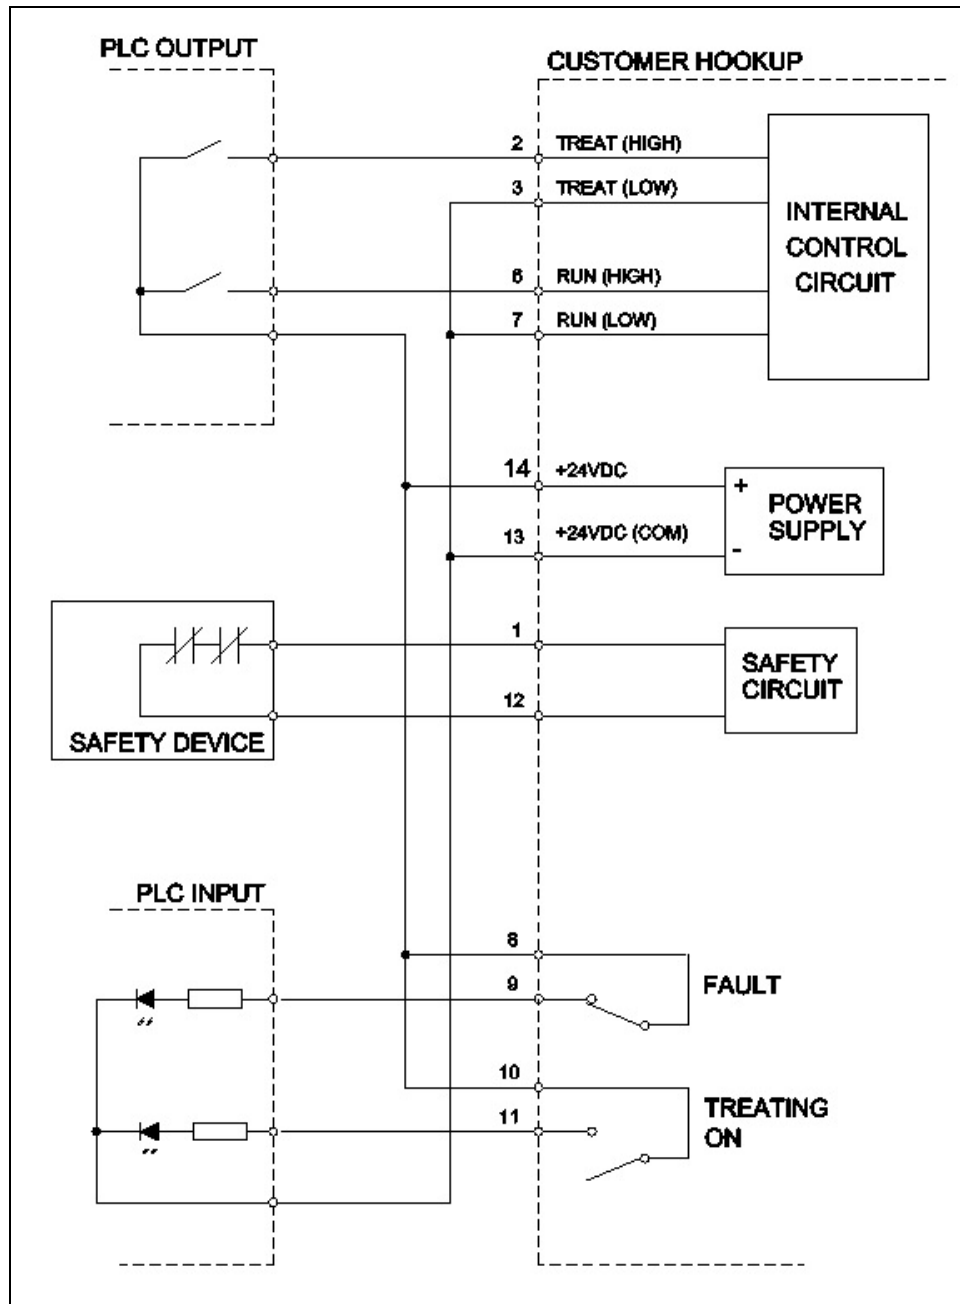 PLC OUTPUT
CUSTOMER HOOKUP
2 TREAT (HIGH)
3 TREAT (LOW)
INTERNAL
CONTROL
CIRCUIT
6 RUN (HIGH)
7 RUN (LOW)
14 +24VDC
+
POWER
SUPPLY
13 +24VDC (COM)
-
1
SAFETY
CIRCUIT
12
SAFETY DEVICE
PLC INPUT
8
FAULT
9
10
TREATING
ON
11